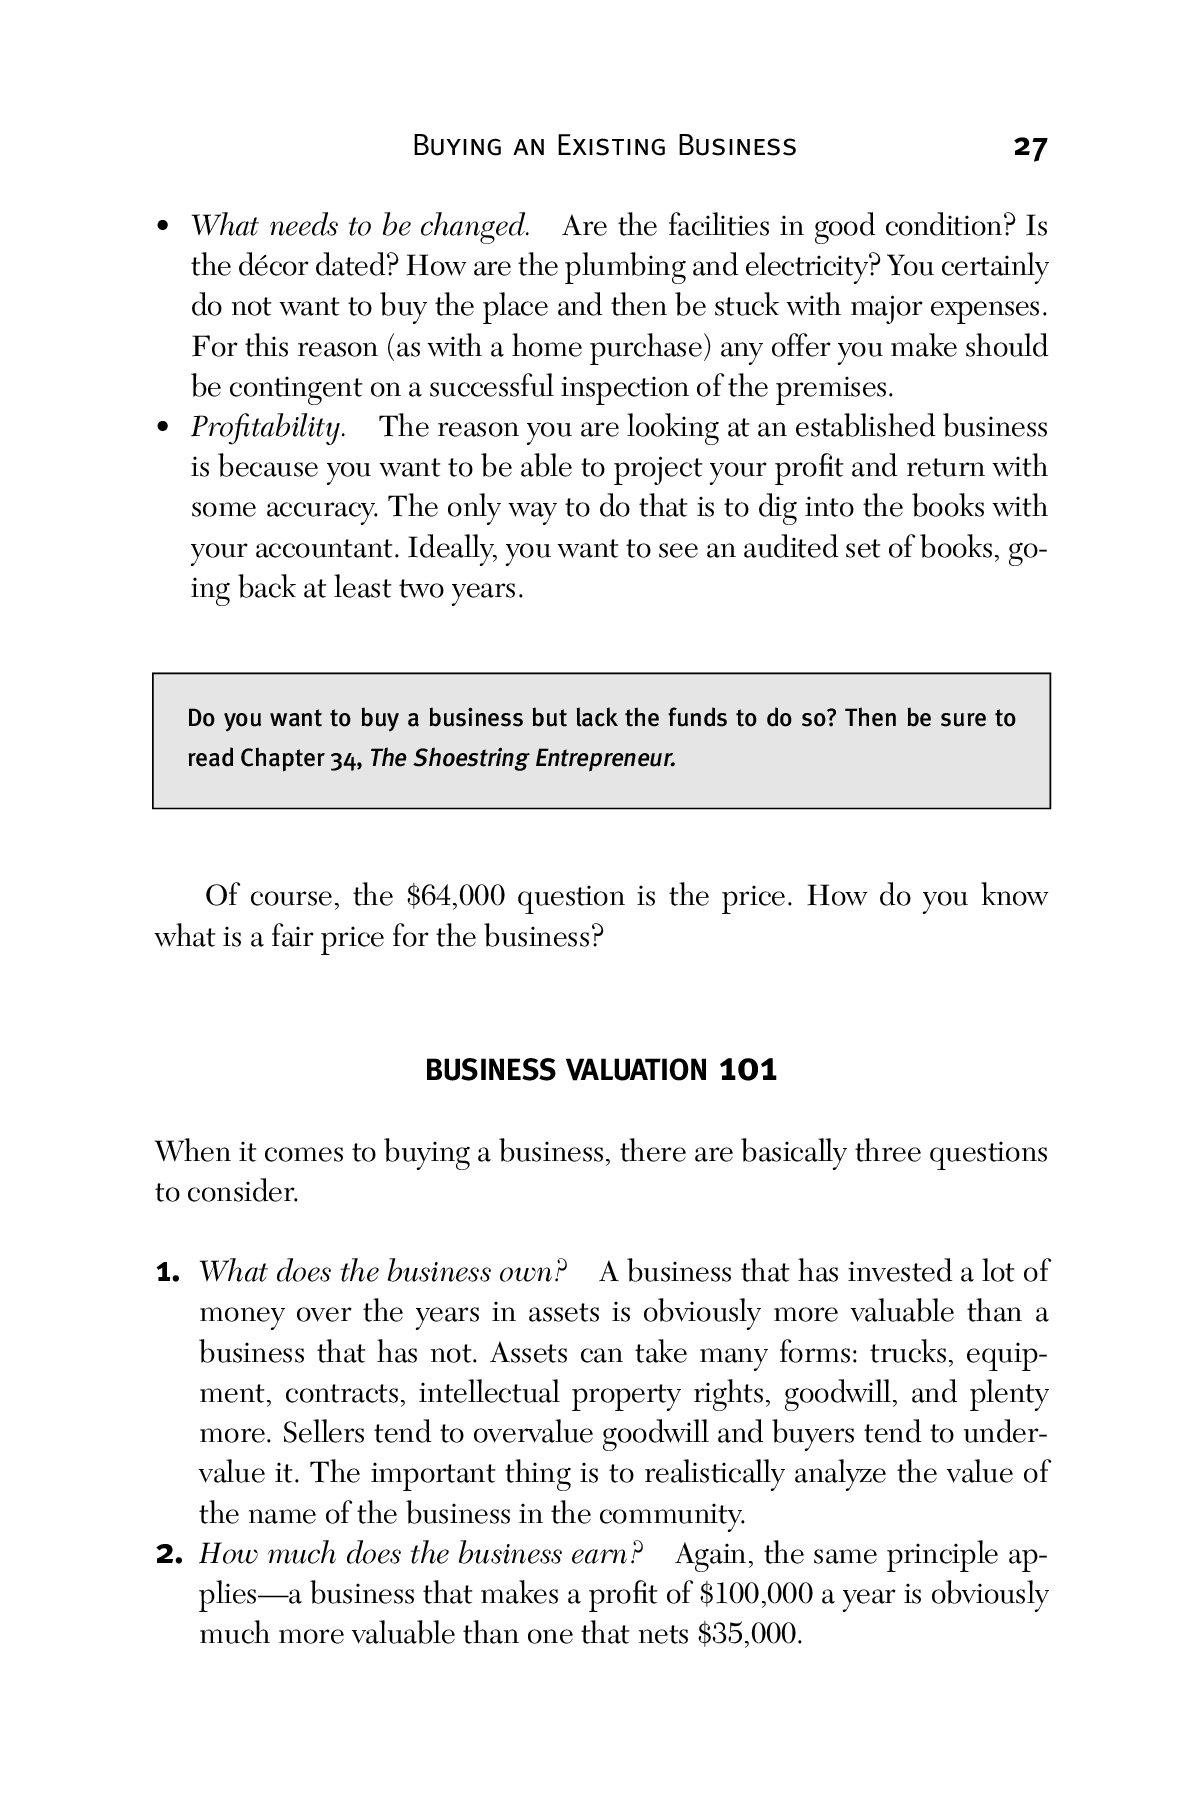 Buying an Existing Business 27
• What needs to be changed. Are the facilities in good condition? Is
the décor dated? How are the plumbing and electricity? You certainly
do not want to buy the place and then be stuck with major expenses.
For this reason (as with a home purchase) any offer you make should
be contingent on a successful inspection of the premises.
• Profitability. The reason you are looking at an established business
is because you want to be able to project your profit and return with
some accuracy. The only way to do that is to dig into the books with
your accountant. Ideally, you want to see an audited set of books, go-
ing back at least two years.
Do you want to buy a business but lack the funds to do so? Then be sure to
read Chapter 34, The Shoestring Entrepreneur.
Of course, the $64,000 question is the price. How do you know
what is a fair price for the business?
BUSINESS VALUATION 101
When it comes to buying a business, there are basically three questions
to consider.
1. What does the business own? A business that has invested a lot of
money over the years in assets is obviously more valuable than a
business that has not. Assets can take many forms: trucks, equip-
ment, contracts, intellectual property rights, goodwill, and plenty
more. Sellers tend to overvalue goodwill and buyers tend to under-
value it. The important thing is to realistically analyze the value of
the name of the business in the community.
2. How much does the business earn? Again, the same principle ap-
plies—a business that makes a profit of $100,000 a year is obviously
much more valuable than one that nets $35,000.